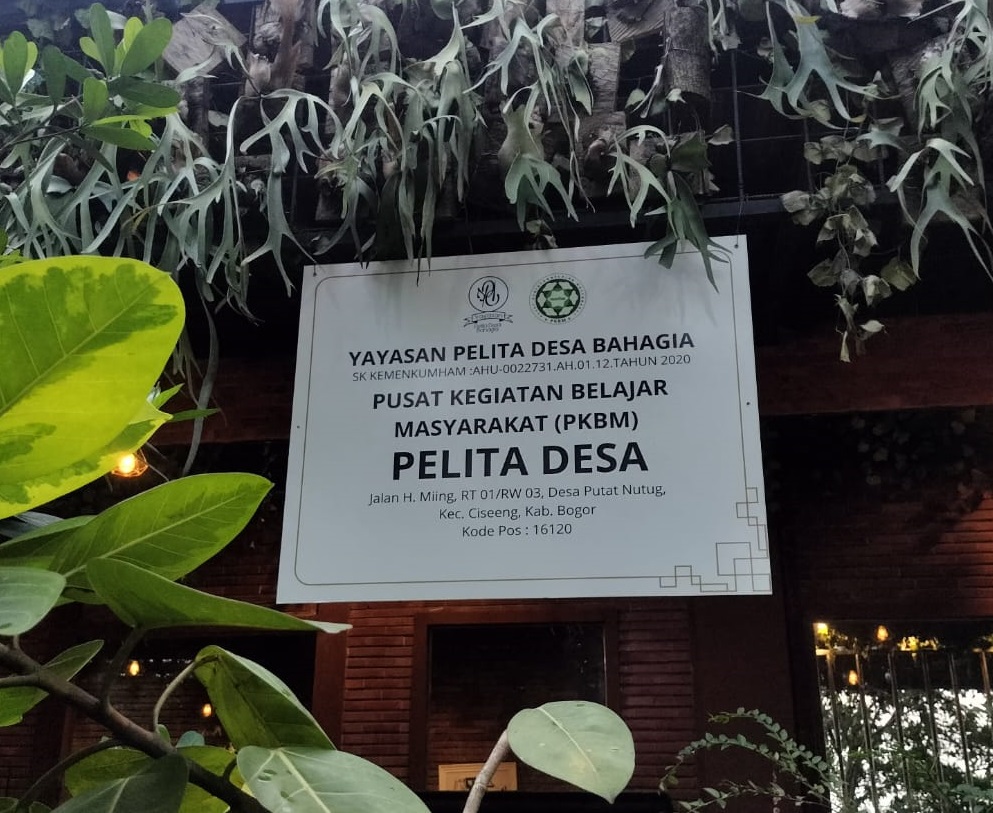 YAYASAN PELITA DESA BAHAGIA
SK KEMENKUMHAM :AHU-0022731.AH.01.12.TAHUN 2020
PUSAT KEGIATAN BELAJAR
MASYARAKAT (PKBM)
PELITA DESA
Jalan H. Miing, RT 01/RW 03, Desa Putat Nutug,
Kec. Ciseeng, Kab. Bogor
Kode Pos : 16120